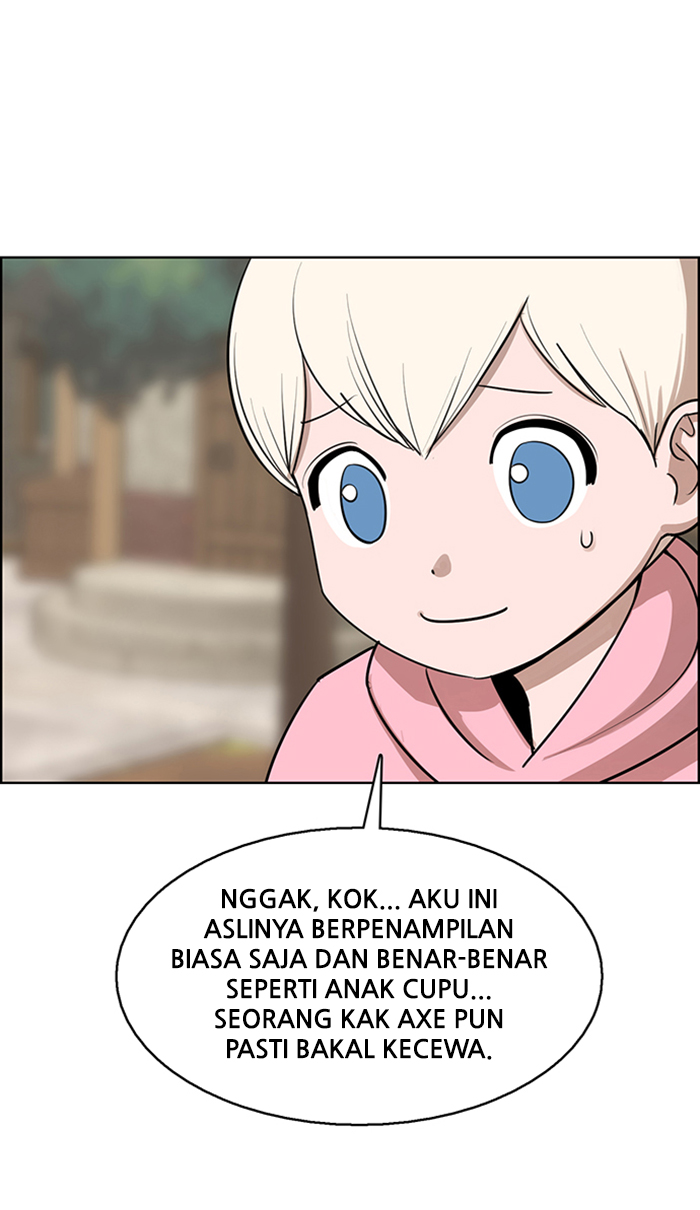 NGGAK, KOK... AKU INI
ASLINYA BERPENAMPILAN
BIASA SAJA DAN BENAR-BENAR
SEPERTI ANAK CUPU...
SEORANG KAK AXE PUN
PASTI BAKAL KECEWA.